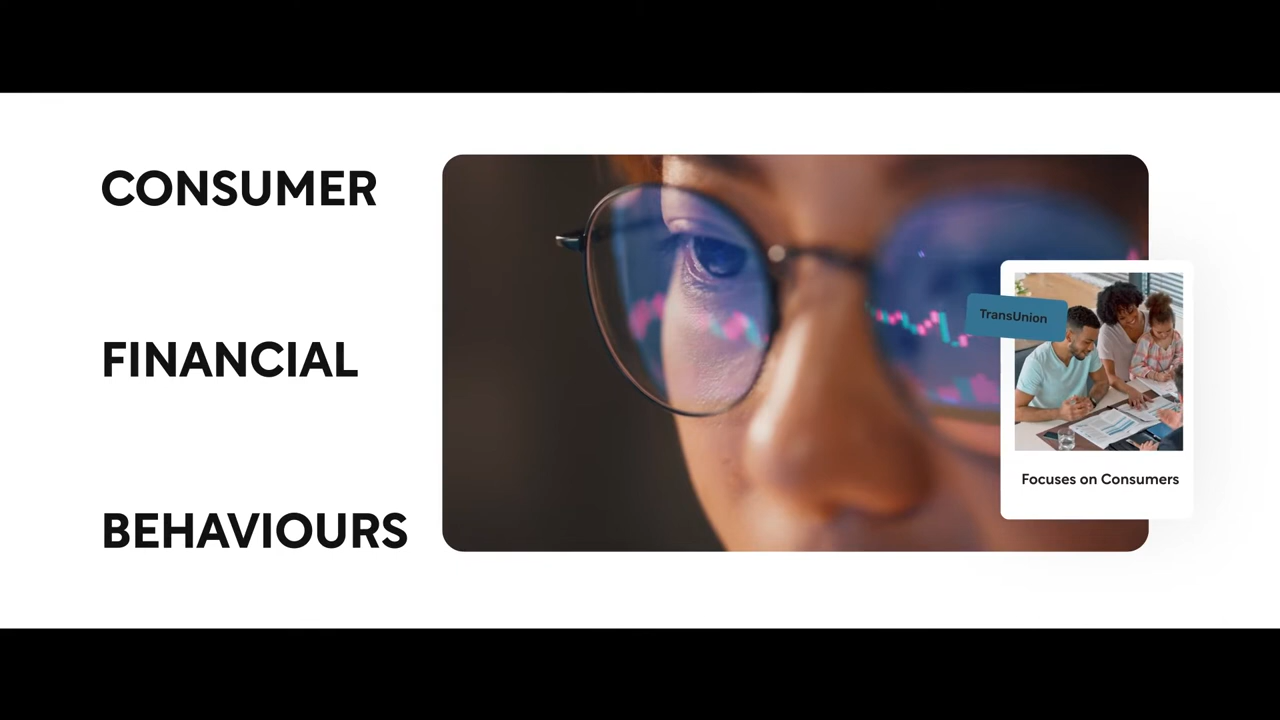 CONSUMER
FINANCIAL
BEHAVIOURS
TransUnion
Focuses on Consumers